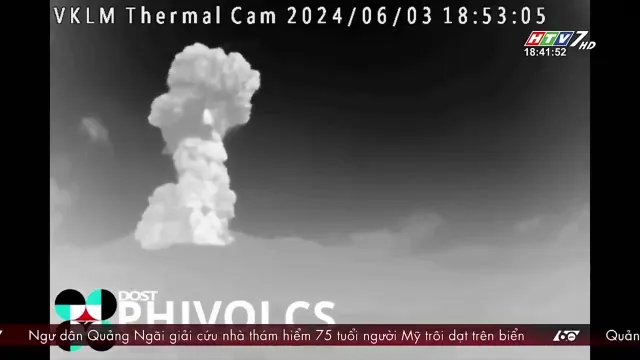 VKLM Thermal Cam 2024/06/03 18:53:05
HTV7 HD
18:41:52
DOST
PHIVOLCS
Ngư dân Quảng Ngãi giải cứu nhà thám hiểm 75 tuổi người Mỹ trôi dạt trên biển
Quản